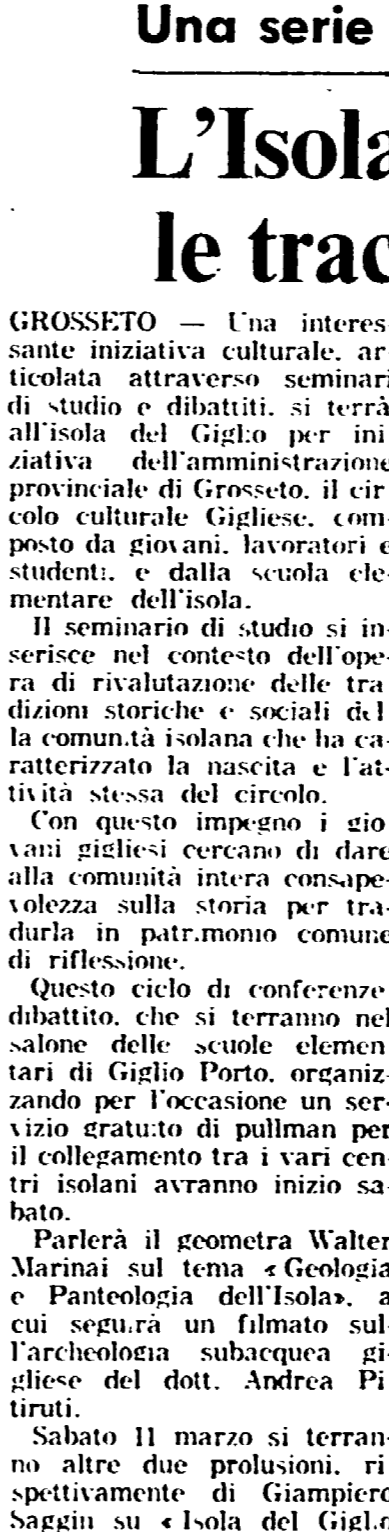 Una serie
L'Isola
le trac
GROSSETO — Una interes-
sante iniziativa culturale, ar
ticolata attraverso seminari
di studio e dibattiti, si terrà
all'isola del Giglio per ini
ziativa dell'amministrazione
provinciale di Grosseto, il cir
colo culturale Gigliese, com-
posto da giovani, lavoratori e
studenti, e dalla scuola ele-
mentare dell'isola.
Il seminario di studio si in-
serisce nel contesto dell'ope-
ra di rivalutazione delle tra
dizioni storiche e sociali del
la comunità isolana che ha ca-
ratterizzato la nascita e l'at-
tività stessa del circolo.
Con questo impegno i gio
vani gigliesi cercano di dare
alla comunità intera consape-
volezza sulla storia per tra-
durla in patrimonio comune
di riflessione.
Questo ciclo di conferenze
dibattito, che si terranno nel
salone delle scuole elemen
tari di Giglio Porto, organiz-
zando per l'occasione un ser-
vizio gratuito di pullman per
il collegamento tra i vari cen-
tri isolani avranno inizio sa-
bato.
Parlerà il geometra Walter
Marinai sul tema «Geologia
e Panteologia dell'Isola», a
cui seguirà un filmato sul-
l'archeologia subacquea gi-
gliese del dott. Andrea Pi
tiruti.
Sabato 11 marzo si terran-
no altre due prolusioni, ri
spettivamente di Giampiero
Saggin su «Isola del Giglio